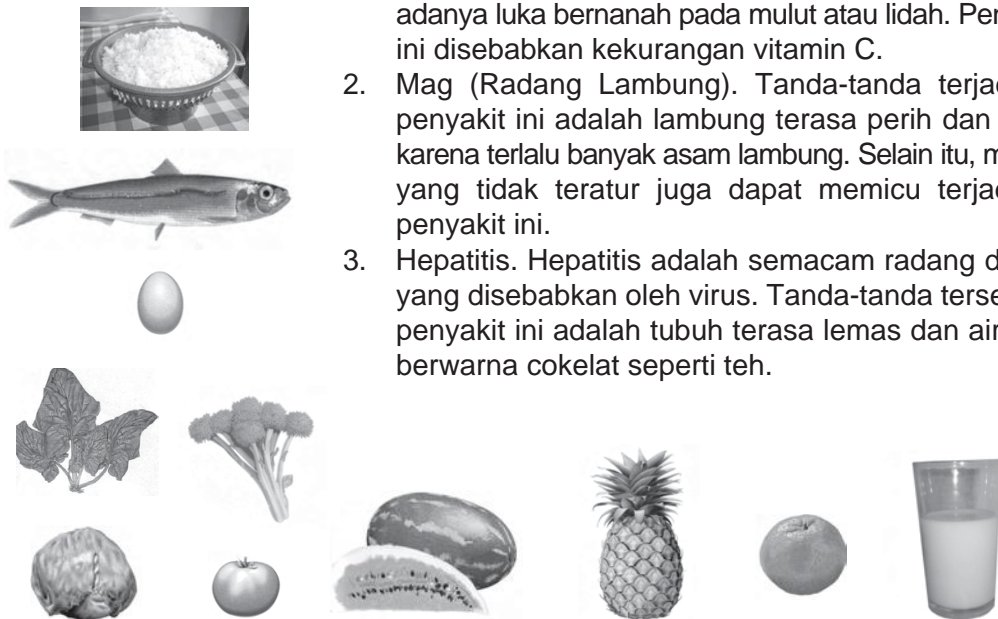 adanya luka bernanah pada mulut atau lidah. Per
ini disebabkan kekurangan vitamin C.
2. Mag (Radang Lambung). Tanda-tanda terjad
penyakit ini adalah lambung terasa perih dan
karena terlalu banyak asam lambung. Selain itu, m
yang tidak teratur juga dapat memicu terjad
penyakit ini.
3. Hepatitis. Hepatitis adalah semacam radang d
yang disebabkan oleh virus. Tanda-tanda terse
penyakit ini adalah tubuh terasa lemas dan air
berwarna cokelat seperti teh.